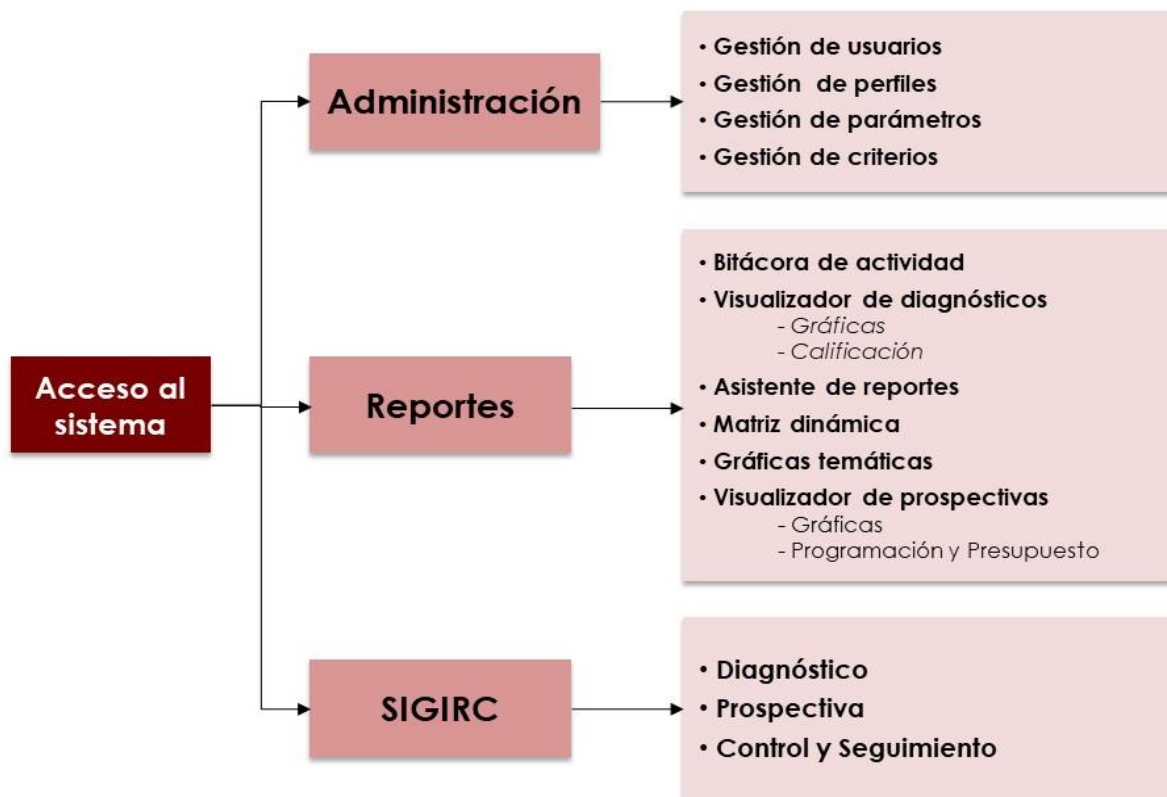 Acceso al
sistema
Administración
• Gestión de usuarios
• Gestión de perfiles
• Gestión de parámetros
• Gestión de criterios
Reportes
• Bitácora de actividad
• Visualizador de diagnósticos
- Gráficas
- Calificación
• Asistente de reportes
• Matriz dinámica
• Gráficas temáticas
• Visualizador de prospectivas
- Gráficas
- Programación y Presupuesto
SIGIRC
• Diagnóstico
• Prospectiva
• Control y Seguimiento